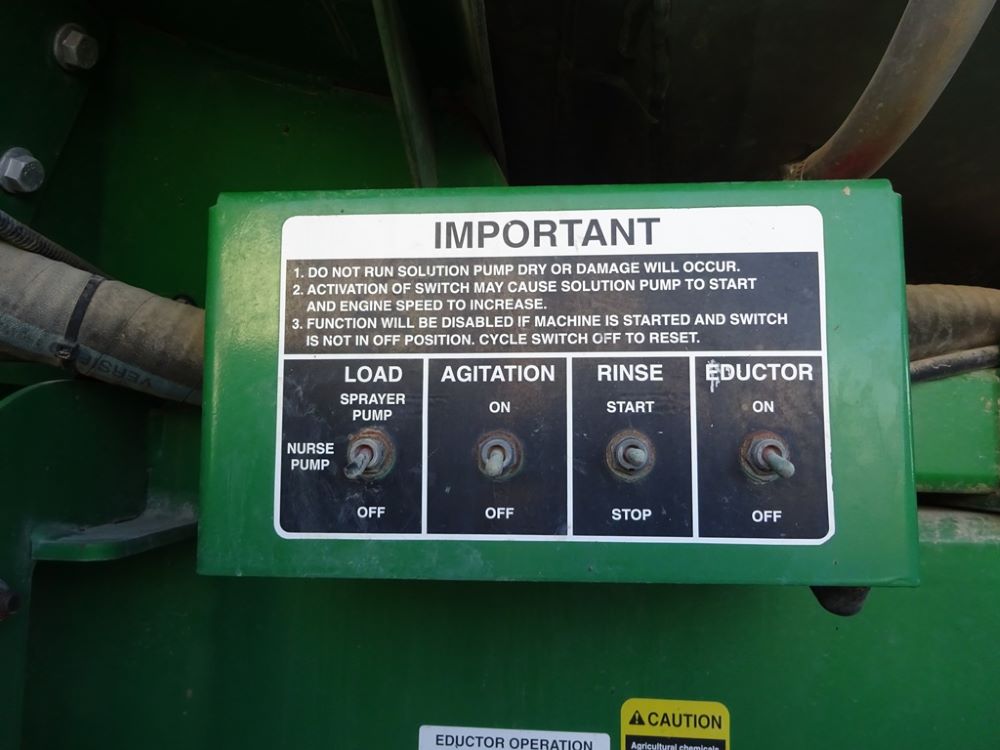 IMPORTANT
1. DO NOT RUN SOLUTION PUMP DRY OR DAMAGE WILL OCCUR.
2. ACTIVATION OF SWITCH MAY CAUSE SOLUTION PUMP TO START
AND ENGINE SPEED TO INCREASE.
3. FUNCTION WILL BE DISABLED IF MACHINE IS STARTED AND SWITCH
IS NOT IN OFF POSITION. CYCLE SWITCH OFF TO RESET.
LOAD
SPRAYER
PUMP
NURSE
PUMP
OFF
AGITATION
ON
OFF
RINSE
START
STOP
EDUCTOR
ON
OFF
EDUCTOR OPERATION
CAUTION
Agricultural chemicals